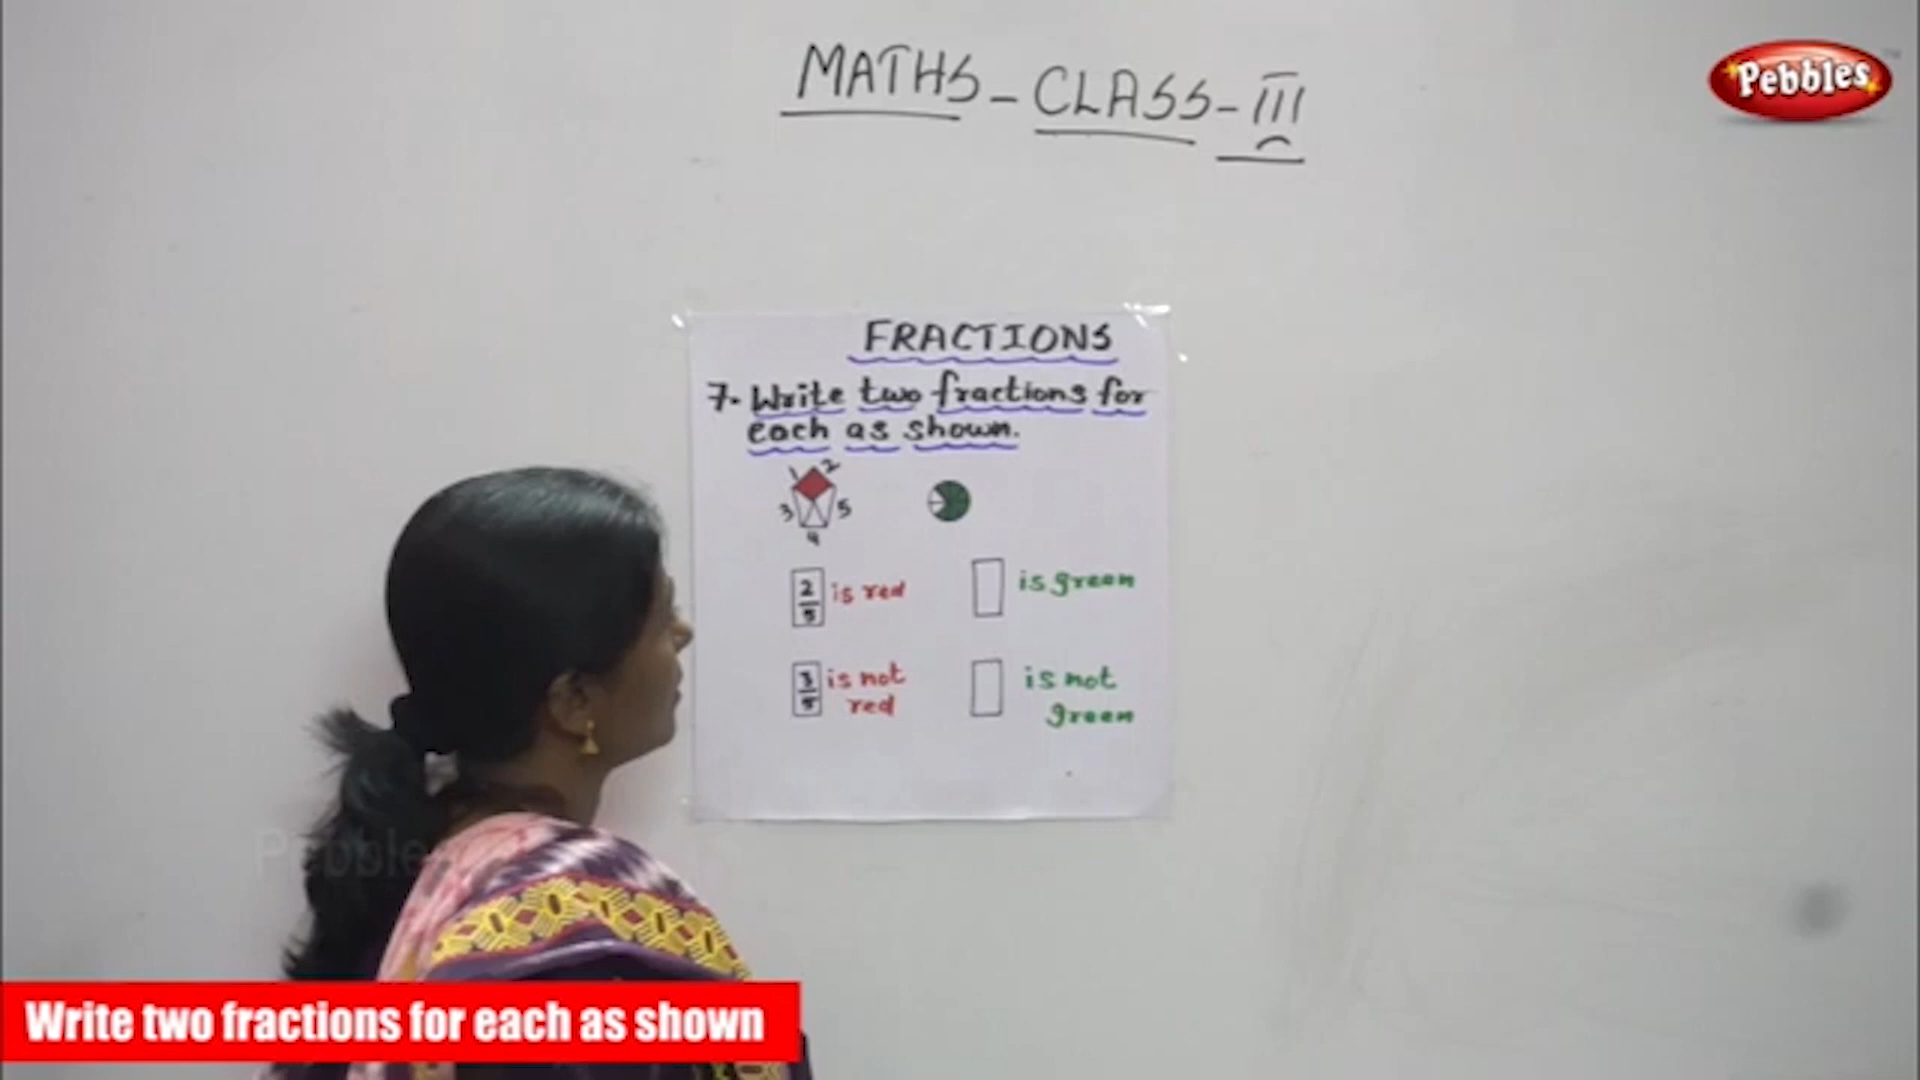 MATHS - CLASS - III
Pebbles
FRACTIONS
7. Write two fractions for
each as shown.
1 2
3 5
4
2/5 is red
is green
3/5 is not
red
is not
green
Pebbles
Write two fractions for each as shown